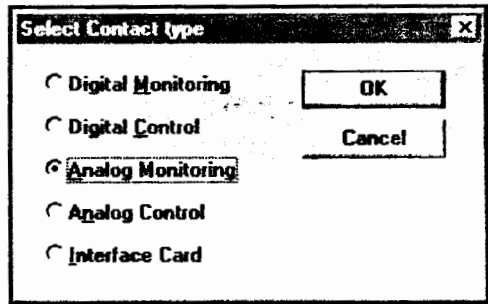 Select Contact type
Digital Monitoring
OK
Digital Control
Cancel
Analog Monitoring
Analog Control
Interface Card